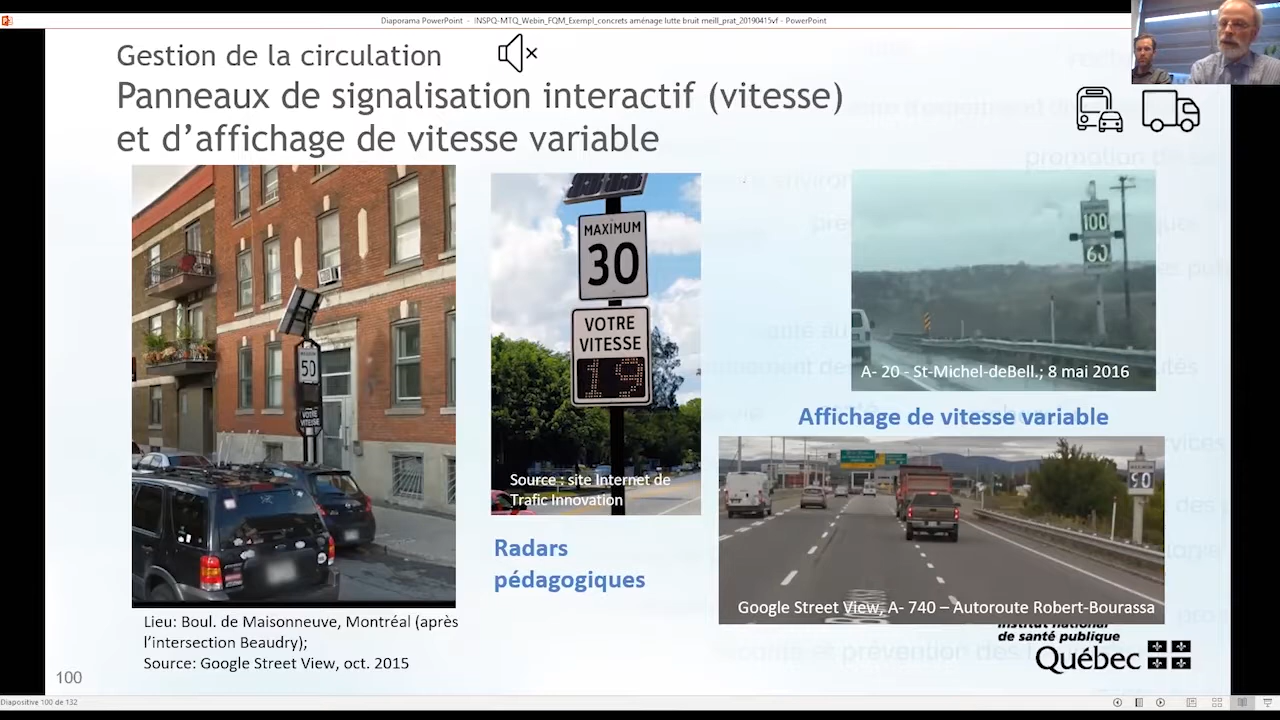 Diaporama PowerPoint - INSPQ-MTQ_Webin_FQM_Exempl_concrets aménage lutte bruit meill_prat_20190415vf - PowerPoint
Gestion de la circulation
Panneaux de signalisation interactif (vitesse)
et d’affichage de vitesse variable
MAXIMUM
50
VOTRE
VITESSE
MAXIMUM
30
VOTRE
VITESSE
19
Source : site Internet de
Trafic Innovation
Radars
pédagogiques
100
60
A- 20 - St-Michel-deBell.; 8 mai 2016
Affichage de vitesse variable
90
Google Street View, A- 740 – Autoroute Robert-Bourassa
Lieu: Boul. de Maisonneuve, Montréal (après
l’intersection Beaudry);
Source: Google Street View, oct. 2015
Institut national
de santé publique
Québec
100
Diapositive 100 de 132